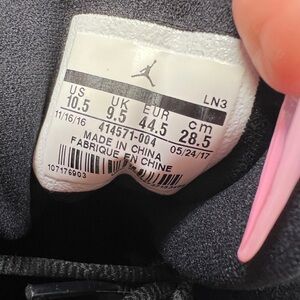 LN3
US UK EUR cm
10.5 9.5 44.5 28.5
11/16/16 414571-004 05/24/17
MADE IN CHINA
FABRIQUE EN CHINE
107176903